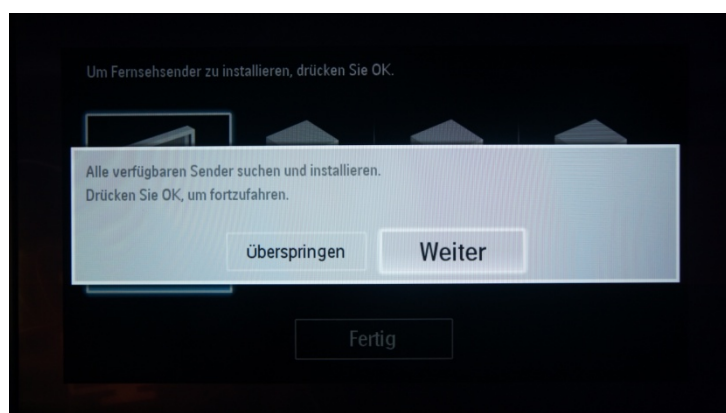 Um Fernsehsender zu installieren, drücken Sie OK.
Alle verfügbaren Sender suchen und installieren.
Drücken Sie OK, um fortzufahren.
überspringen
Weiter
Fertig